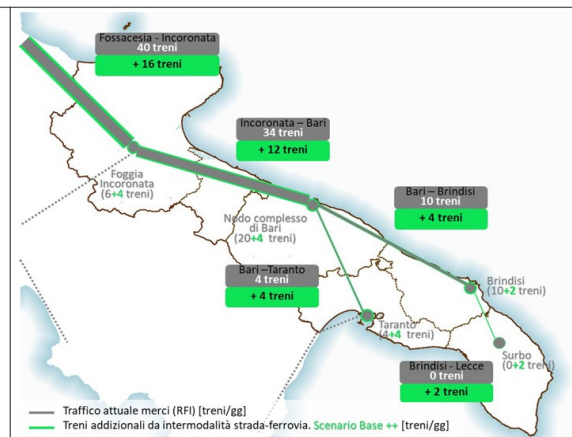 Fossacesia - Incoronata
40 treni
+ 16 treni
Incoronata – Bari
34 treni
+ 12 treni
Foggia
Incoronata
(6+4 treni)
Bari – Brindisi
10 treni
+ 4 treni
Nodo complesso
di Bari
(20+4 treni)
Bari –Taranto
4 treni
+ 4 treni
Brindisi
(10+2 treni)
Taranto
(4+4 treni)
Surbo
(0+2 treni)
Brindisi - Lecce
0 treni
+ 2 treni
Traffico attuale merci (RFI) [treni/gg]
Treni addizionali da intermodalità strada-ferrovia. Scenario Base ++ [treni/gg]